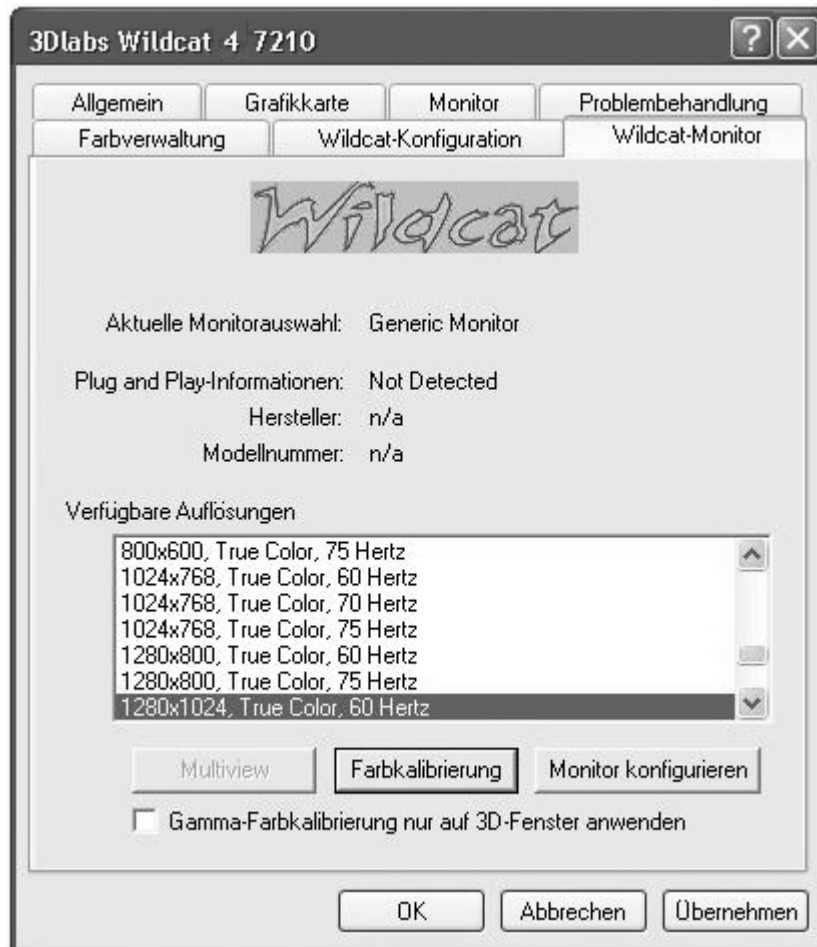 3Dlabs Wildcat 4 7210
Allgemein Grafikkarte Monitor Problembehandlung
Farbverwaltung Wildcat-Konfiguration Wildcat-Monitor
Wildcat
Aktuelle Monitorauswahl: Generic Monitor
Plug and Play-Informationen: Not Detected
Hersteller: n/a
Modellnummer: n/a
Verfügbare Auflösungen
800x600, True Color, 75 Hertz
1024x768, True Color, 60 Hertz
1024x768, True Color, 70 Hertz
1024x768, True Color, 75 Hertz
1280x800, True Color, 60 Hertz
1280x800, True Color, 75 Hertz
1280x1024, True Color, 60 Hertz
Multiview Farbkalibrierung Monitor konfigurieren
Gamma-Farbkalibrierung nur auf 3D-Fenster anwenden
OK Abbrechen Übernehmen